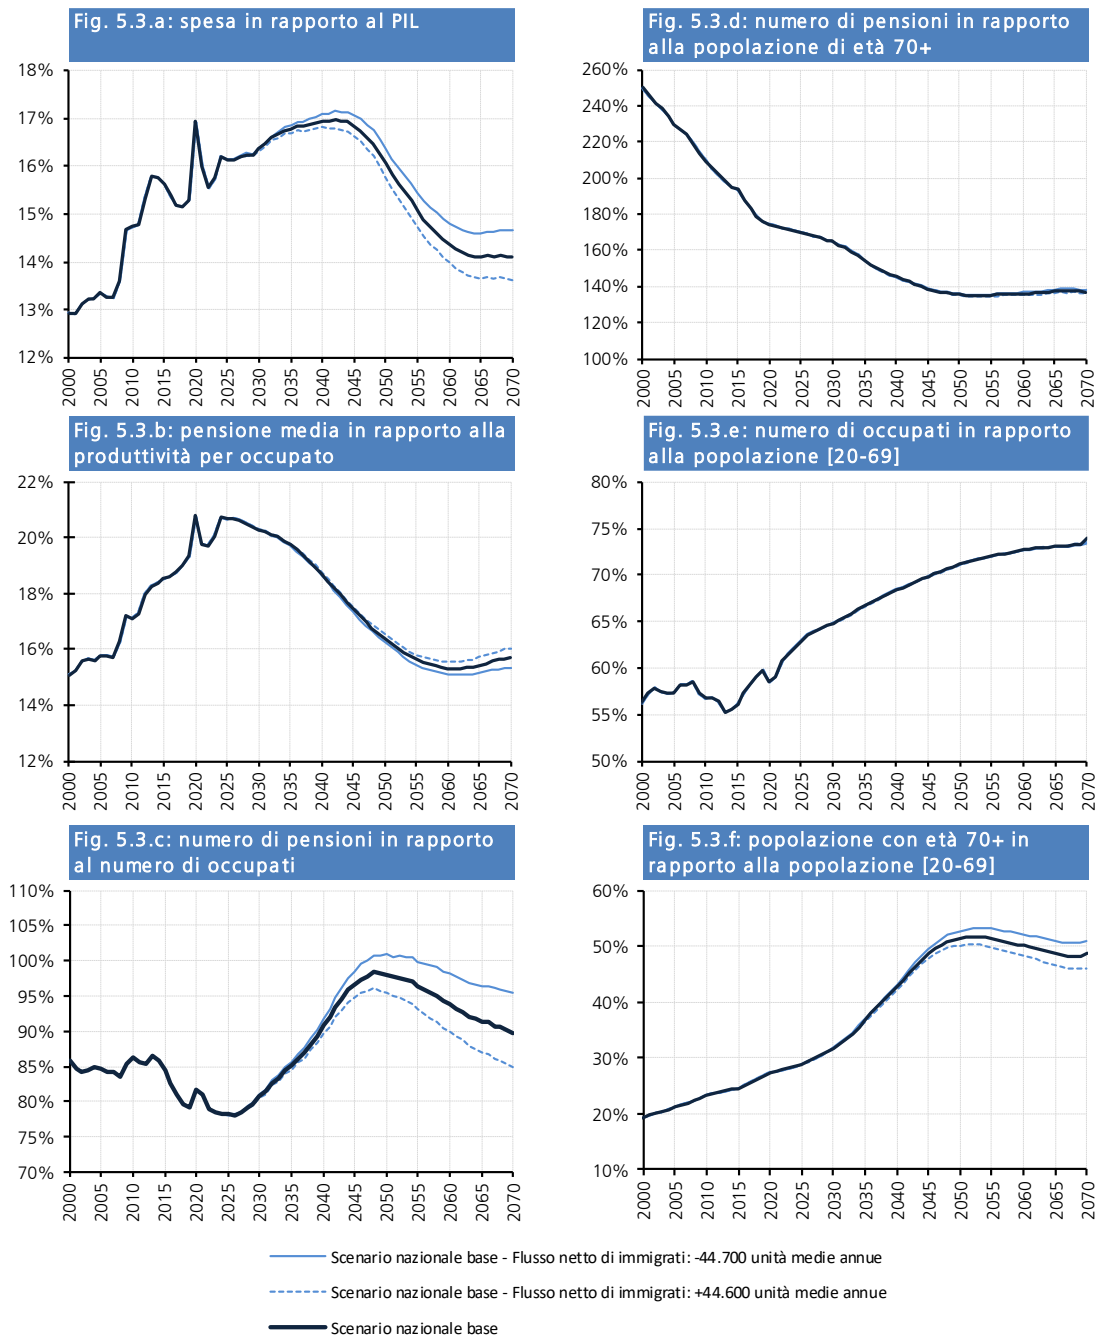 Fig. 5.3.a: spesa in rapporto al PIL
18%
17%
16%
15%
14%
13%
12%
2000 2005 2010 2015 2020 2025 2030 2035 2040 2045 2050 2055 2060 2065 2070
Fig. 5.3.d: numero di pensioni in rapporto
alla popolazione di età 70+
260%
240%
220%
200%
180%
160%
140%
120%
100%
2000 2005 2010 2015 2020 2025 2030 2035 2040 2045 2050 2055 2060 2065 2070
Fig. 5.3.b: pensione media in rapporto alla
produttività per occupato
22%
20%
18%
16%
14%
12%
2000 2005 2010 2015 2020 2025 2030 2035 2040 2045 2050 2055 2060 2065 2070
Fig. 5.3.e: numero di occupati in rapporto
alla popolazione [20-69]
80%
75%
70%
65%
60%
55%
50%
2000 2005 2010 2015 2020 2025 2030 2035 2040 2045 2050 2055 2060 2065 2070
Fig. 5.3.c: numero di pensioni in rapporto
al numero di occupati
110%
105%
100%
95%
90%
85%
80%
75%
70%
2000 2005 2010 2015 2020 2025 2030 2035 2040 2045 2050 2055 2060 2065 2070
Fig. 5.3.f: popolazione con età 70+ in
rapporto alla popolazione [20-69]
60%
50%
40%
30%
20%
10%
2000 2005 2010 2015 2020 2025 2030 2035 2040 2045 2050 2055 2060 2065 2070
Scenario nazionale base - Flusso netto di immigrati: -44.700 unità medie annue
Scenario nazionale base - Flusso netto di immigrati: +44.600 unità medie annue
Scenario nazionale base